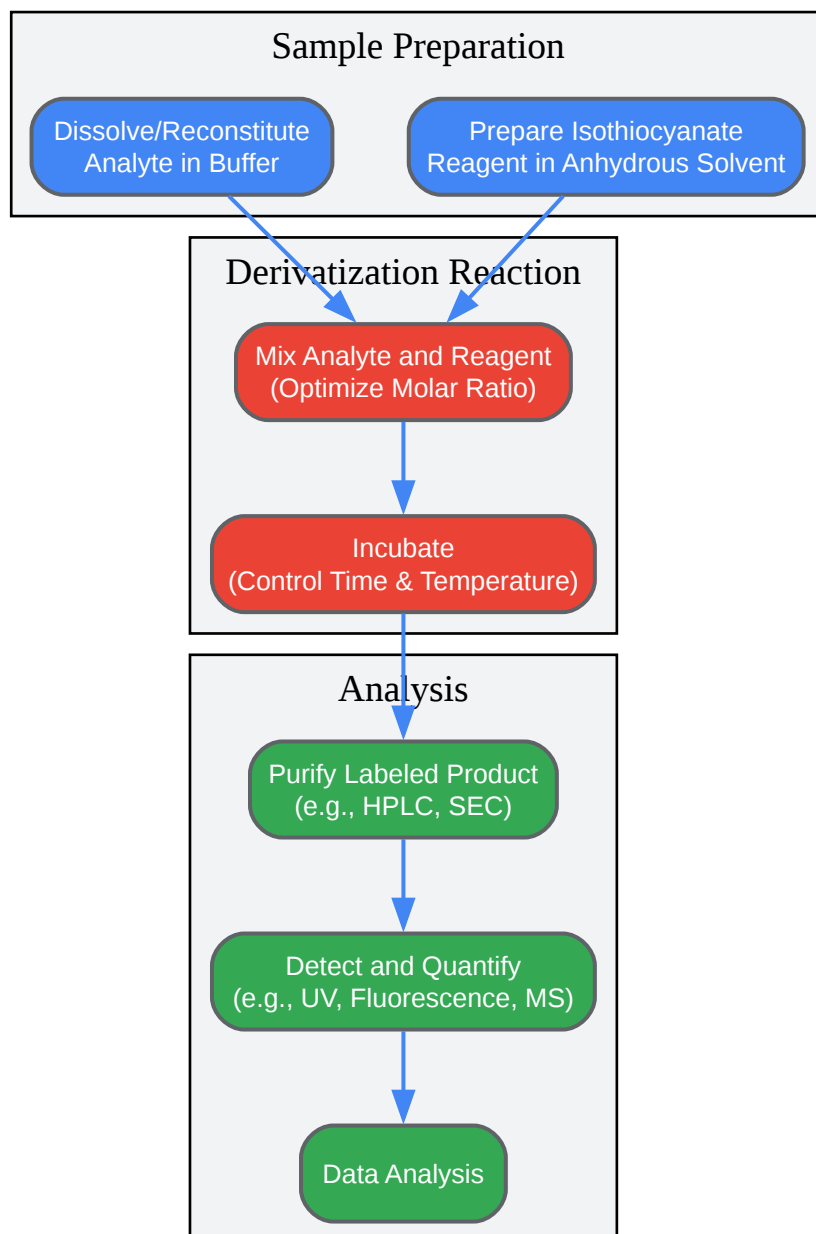 Sample Preparation
Dissolve/Reconstitute
Analyte in Buffer
Prepare Isothiocyanate
Reagent in Anhydrous Solvent
Derivatization Reaction
Mix Analyte and Reagent
(Optimize Molar Ratio)
Incubate
(Control Time & Temperature)
Analysis
Purify Labeled Product
(e.g., HPLC, SEC)
Detect and Quantify
(e.g., UV, Fluorescence, MS)
Data Analysis